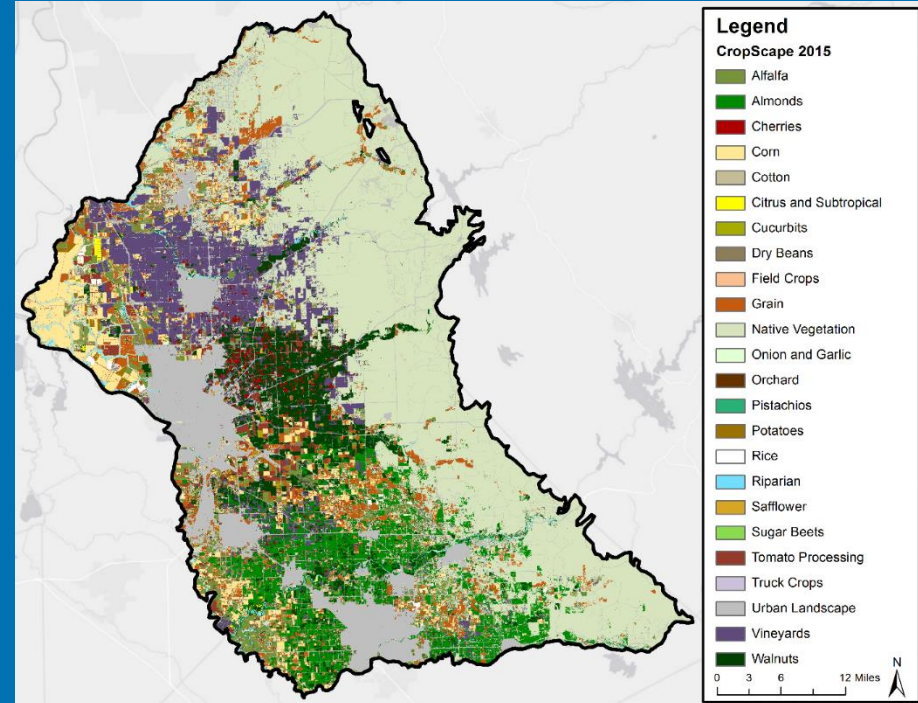 Legend
CropScape 2015
Alfalfa
Almonds
Cherries
Corn
Cotton
Citrus and Subtropical
Cucurbits
Dry Beans
Field Crops
Grain
Native Vegetation
Onion and Garlic
Orchard
Pistachios
Potatoes
Rice
Riparian
Safflower
Sugar Beets
Tomato Processing
Truck Crops
Urban Landscape
Vineyards
Walnuts
N
0 3 6 12 Miles